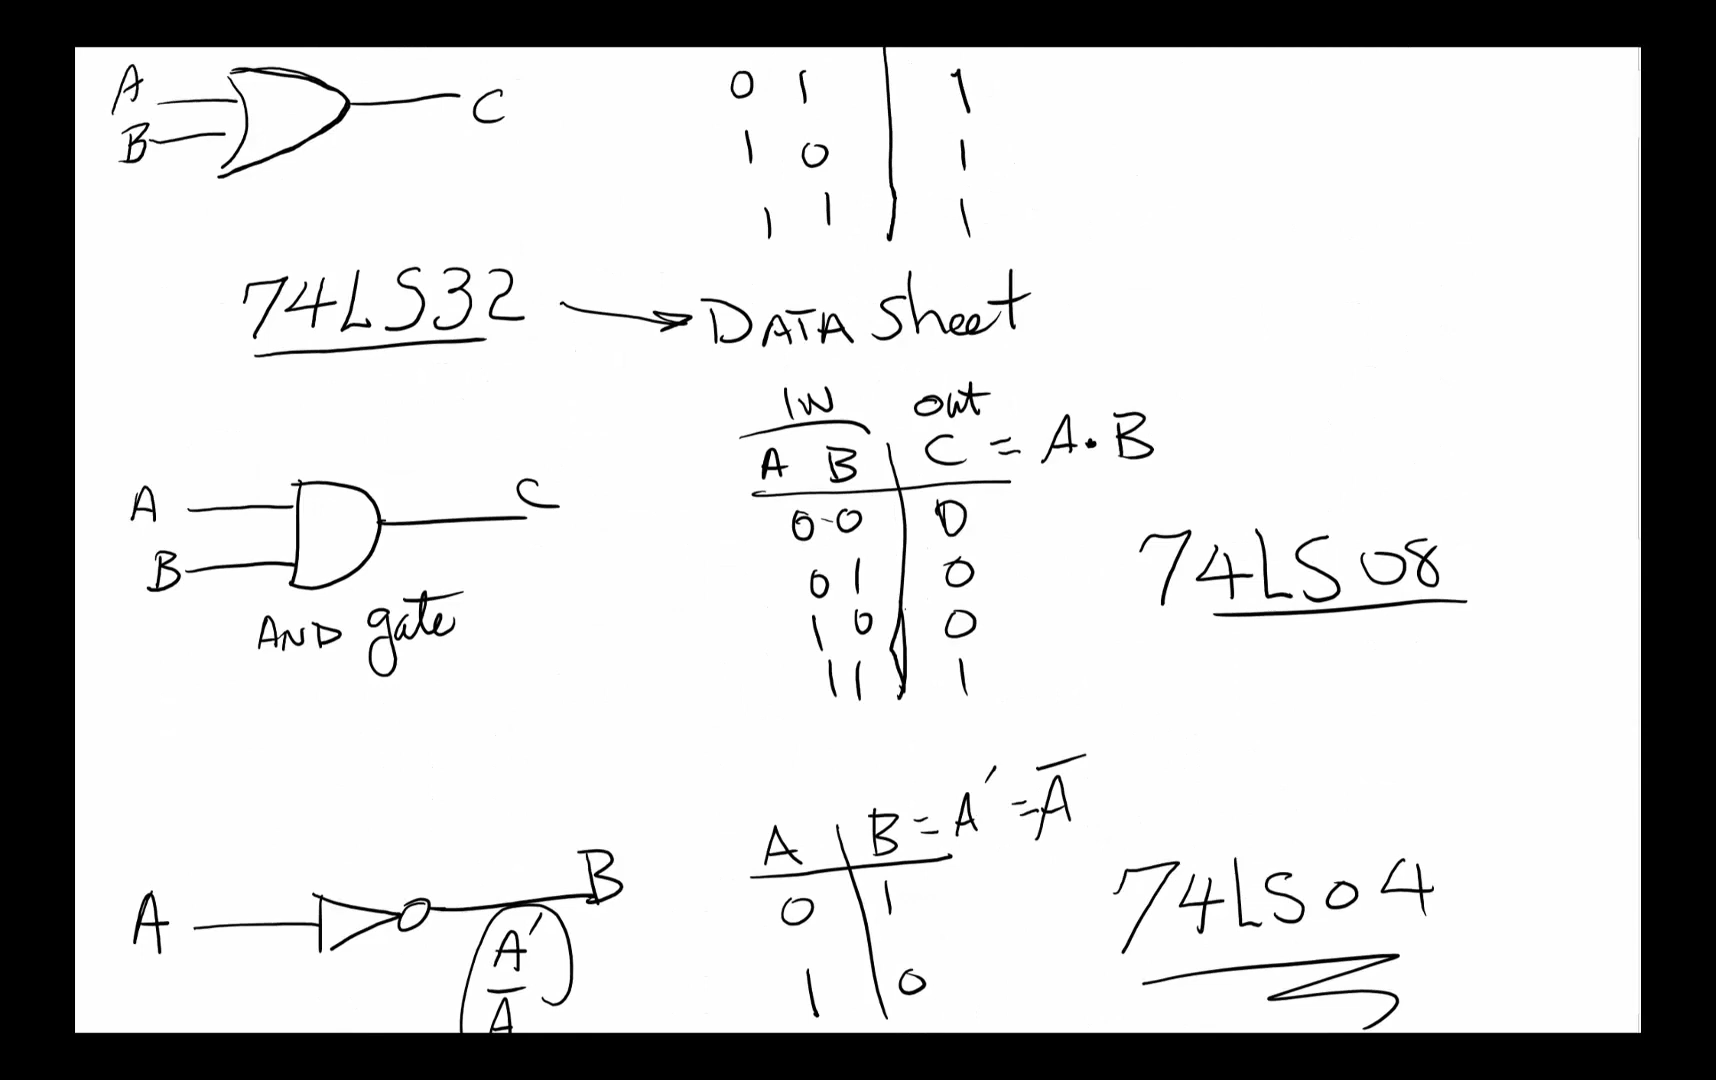 A
B
C
0 1 | 1
1 0 | 1
1 1 | 1
74LS32 → DATA Sheet
IN out
A B | C = A·B
0 0 | 0
0 1 | 0
1 0 | 0
1 1 | 1
A
B
C
AND gate
74LS08
A | B = A' = A̅
0 | 1
1 | 0
A
B
A'
A̅
74LS04